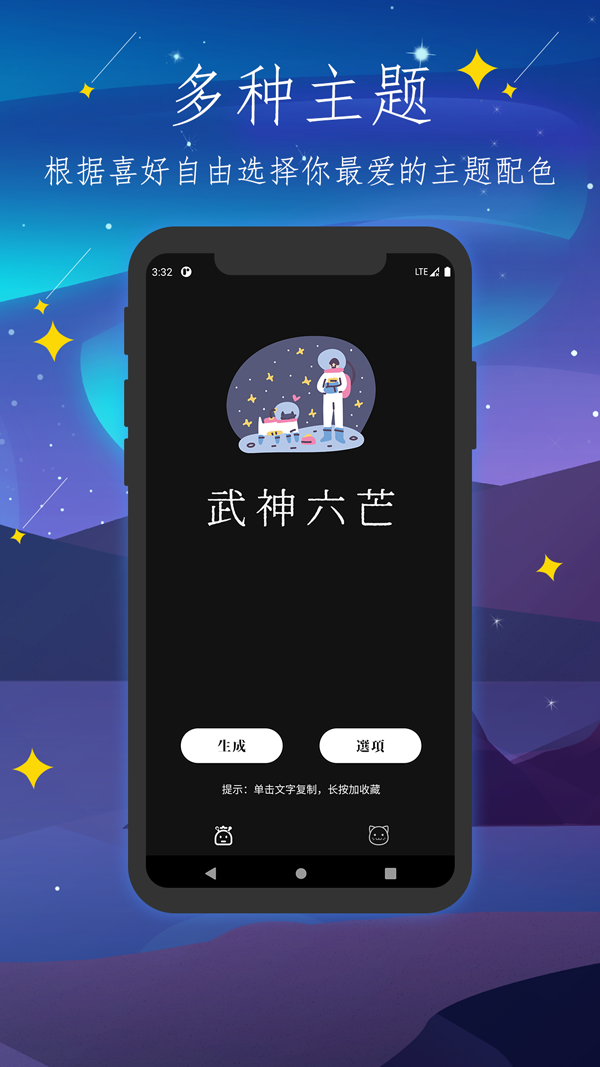 多种主题
根据喜好自由选择你最爱的主题配色
3:32
LTE
武神六芒
生成
選項
提示：单击文字复制，长按加收藏